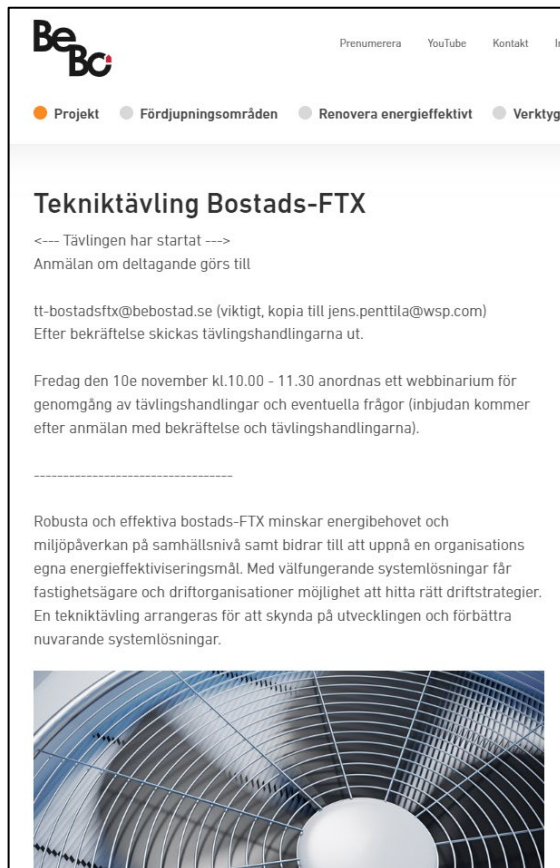 BeBo
Prenumerera YouTube Kontakt
Projekt Fördjupningsområden Renovera energieffektivt Verktyg
Tekniktävling Bostads-FTX
<--- Tävlingen har startat --->
Anmälan om deltagande görs till
tt-bostadsftx@bebostad.se (viktigt, kopia till jens.penttila@wsp.com)
Efter bekräftelse skickas tävlingshandlingarna ut.
Fredag den 10e november kl.10.00 - 11.30 anordnas ett webbinarium för
genomgång av tävlingshandlingar och eventuella frågor (inbjudan kommer
efter anmälan med bekräftelse och tävlingshandlingarna).
----------------------------------
Robusta och effektiva bostads-FTX minskar energibehovet och
miljöpåverkan på samhällsnivå samt bidrar till att uppnå en organisations
egna energieffektiviseringsmål. Med välfungerande systemlösningar får
fastighetsägare och driftorganisationer möjlighet att hitta rätt driftstrategier.
En tekniktävling arrangeras för att skynda på utvecklingen och förbättra
nuvarande systemlösningar.